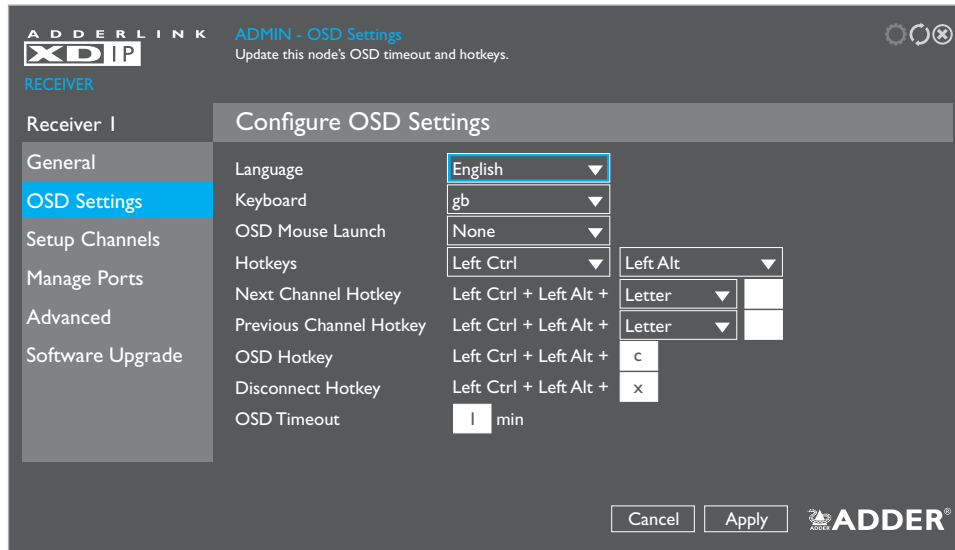 ADDERLINK
XDIP
RECEIVER
ADMIN - OSD Settings
Update this node's OSD timeout and hotkeys.
Receiver 1
General
OSD Settings
Setup Channels
Manage Ports
Advanced
Software Upgrade
Configure OSD Settings
Language English
Keyboard gb
OSD Mouse Launch None
Hotkeys Left Ctrl Left Alt
Next Channel Hotkey Left Ctrl + Left Alt + Letter
Previous Channel Hotkey Left Ctrl + Left Alt + Letter
OSD Hotkey Left Ctrl + Left Alt + c
Disconnect Hotkey Left Ctrl + Left Alt + x
OSD Timeout 1 min
Cancel Apply ADDER ADDER®